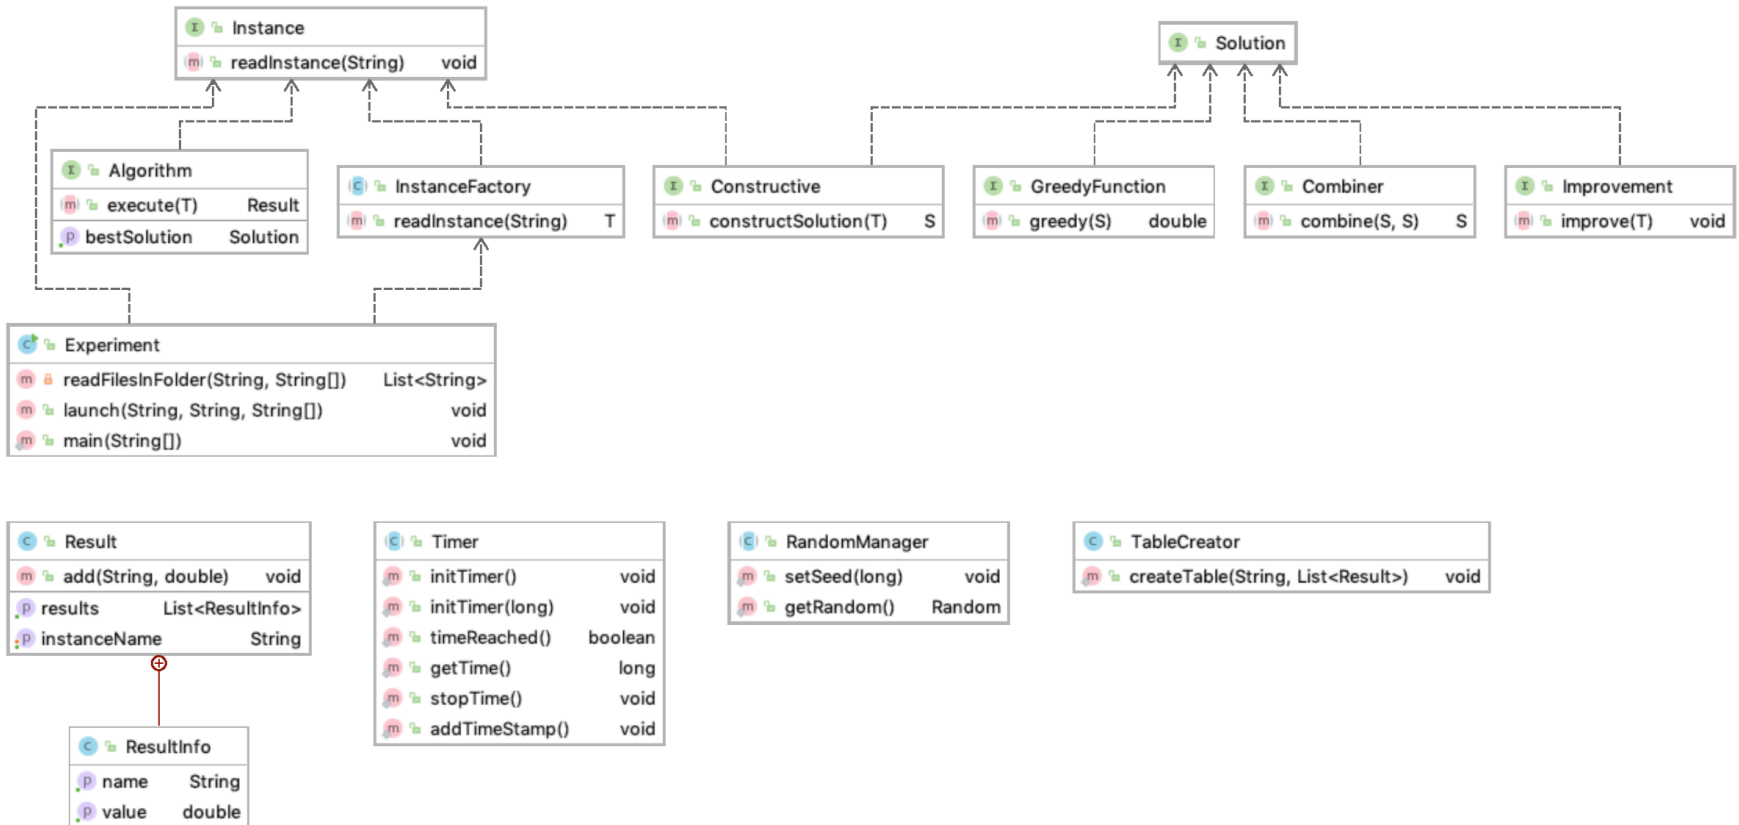 Instance
readInstance(String) void
Solution
Algorithm
execute(T) Result
bestSolution Solution
InstanceFactory
readInstance(String) T
Constructive
constructSolution(T) S
GreedyFunction
greedy(S) double
Combiner
combine(S, S) S
Improvement
improve(T) void
Experiment
readFilesInFolder(String, String[]) List<String>
launch(String, String, String[]) void
main(String[]) void
Result
add(String, double) void
results List<ResultInfo>
instanceName String
Timer
initTimer() void
initTimer(long) void
timeReached() boolean
getTime() long
stopTime() void
addTimeStamp() void
RandomManager
setSeed(long) void
getRandom() Random
TableCreator
createTable(String, List<Result>) void
ResultInfo
name String
value double